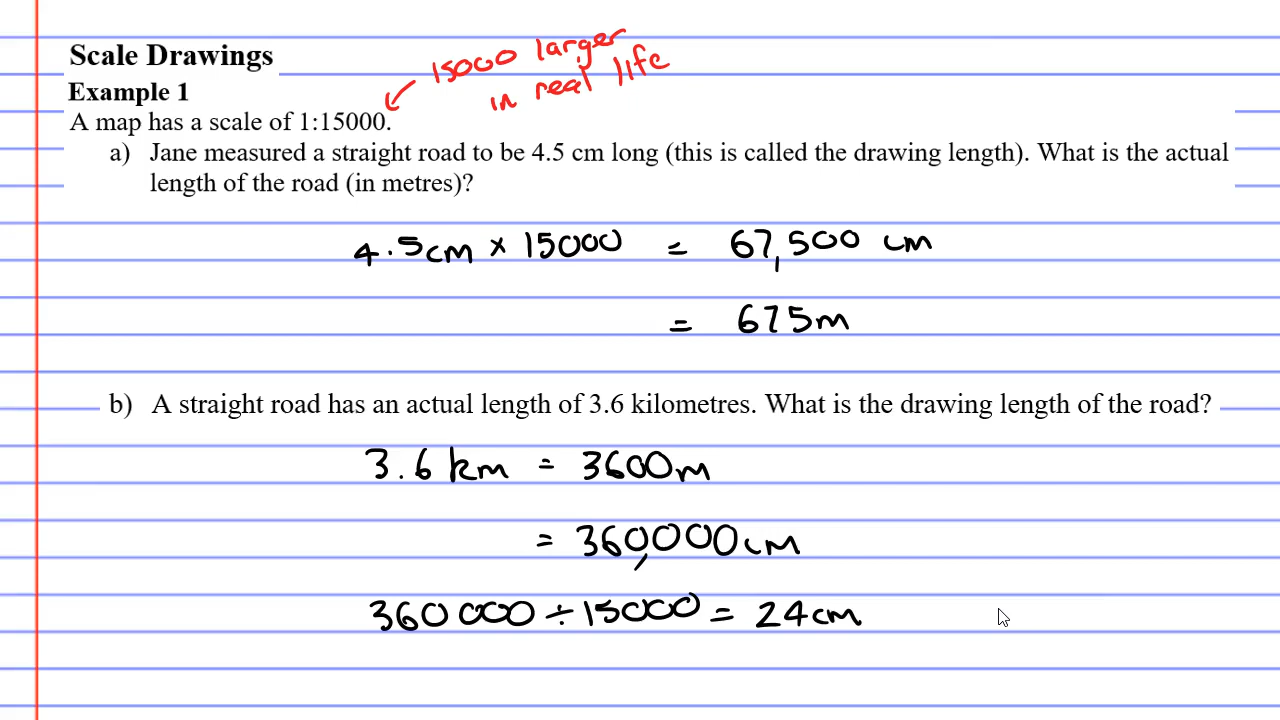 Scale Drawings
15000 larger
in real life
Example 1
A map has a scale of 1:15000.
a) Jane measured a straight road to be 4.5 cm long (this is called the drawing length). What is the actual
length of the road (in metres)?
4.5cm × 15000 = 67,500 cm
= 675m
b) A straight road has an actual length of 3.6 kilometres. What is the drawing length of the road?
3.6 km = 3600m
= 360,000cm
360 000 ÷ 15000 = 24cm